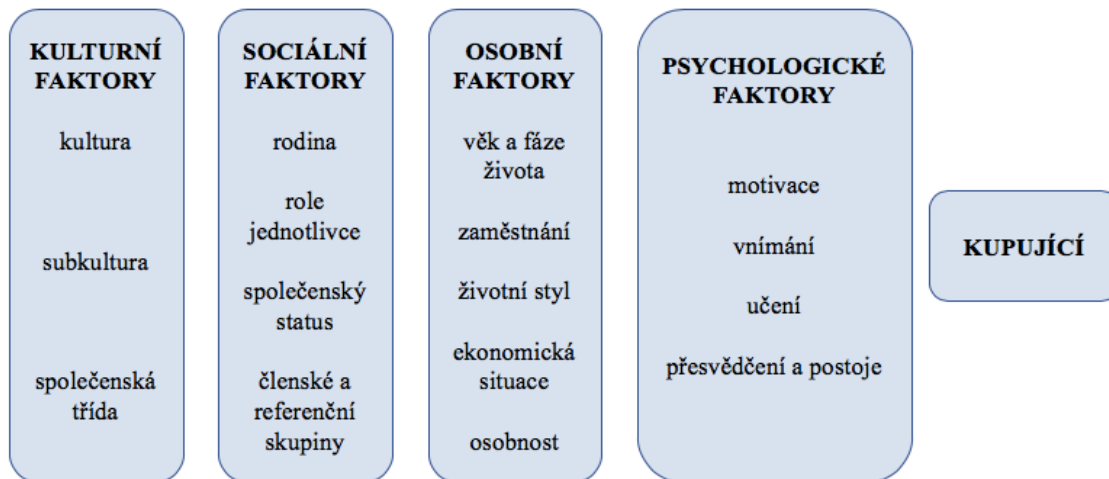 KULTURNÍ
FAKTORY
kultura
subkultura
společenská
třída
SOCIÁLNÍ
FAKTORY
rodina
role
jednotlivce
společenský
status
členské a
referenční
skupiny
OSOBNÍ
FAKTORY
věk a fáze
života
zaměstnání
životní styl
ekonomická
situace
osobnost
PSYCHOLOGICKÉ
FAKTORY
motivace
vnímání
učení
přesvědčení a postoje
KUPUJÍCÍ